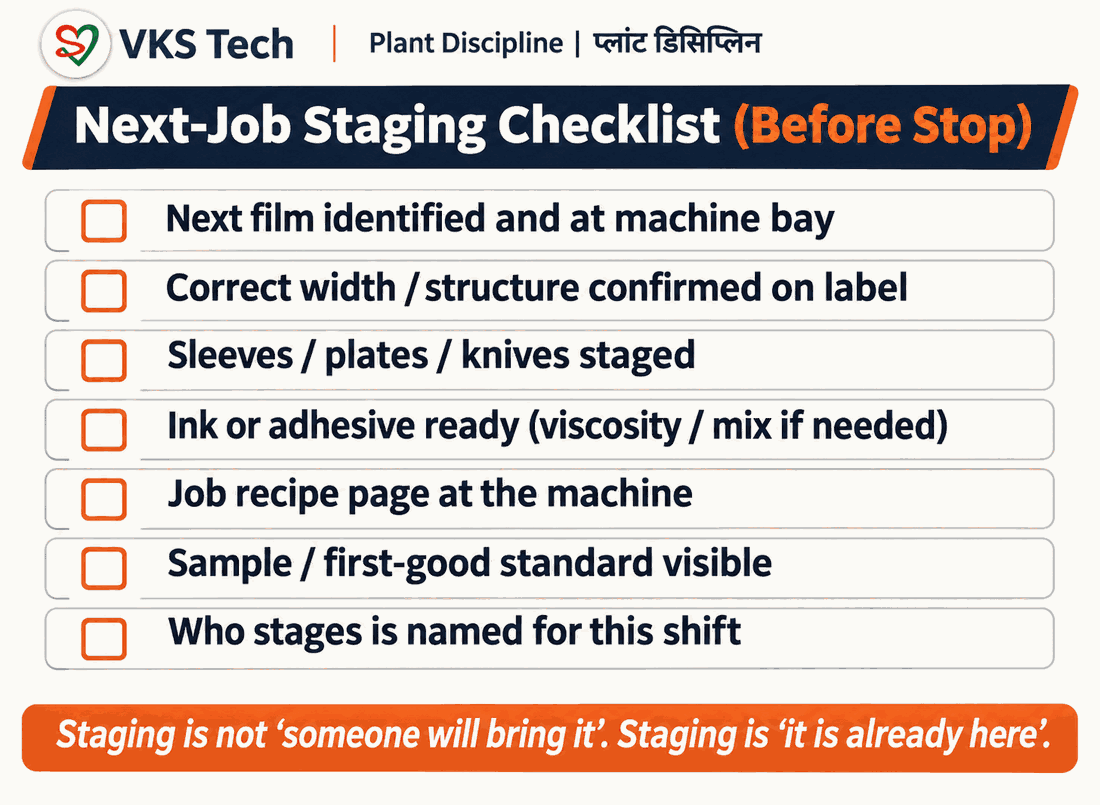 VKS Tech
Plant Discipline | प्लांट डिसिप्लिन
Next-Job Staging Checklist (Before Stop)
Next film identified and at machine bay
Correct width / structure confirmed on label
Sleeves / plates / knives staged
Ink or adhesive ready (viscosity / mix if needed)
Job recipe page at the machine
Sample / first-good standard visible
Who stages is named for this shift
Staging is not ‘someone will bring it’. Staging is ‘it is already here’.